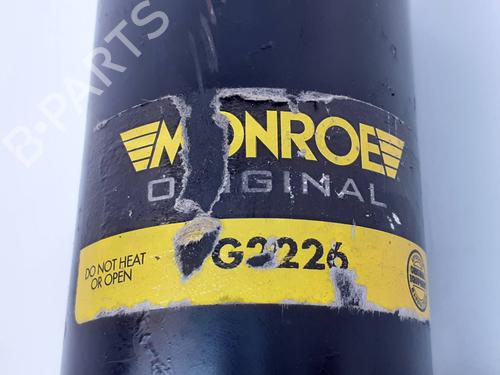 B-PARTS
MONROE
ORIGINAL
G2226
DO NOT HEAT
OR OPEN